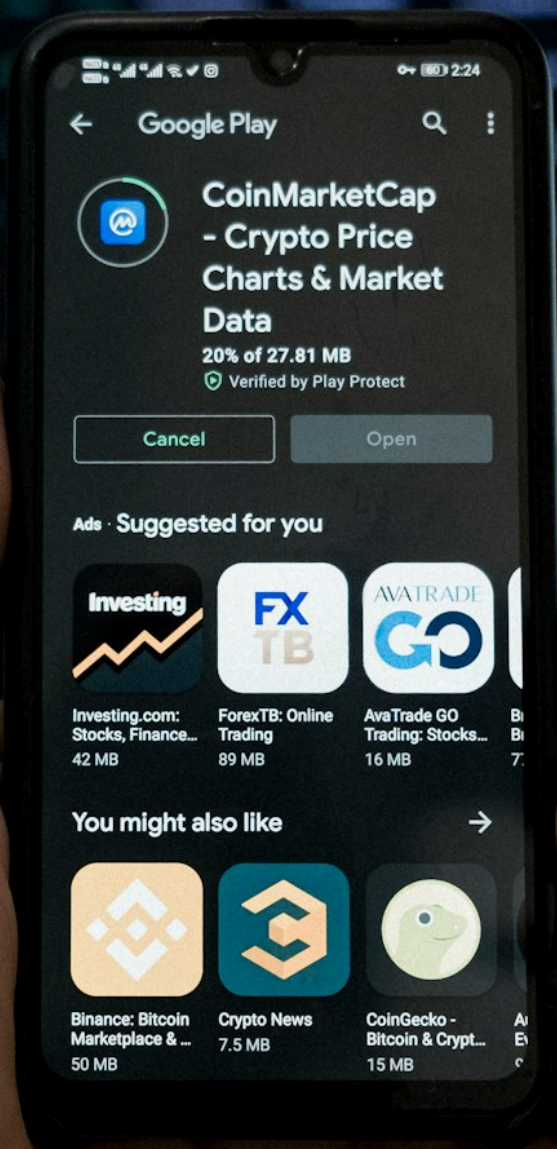 60 2:24
Google Play
CoinMarketCap
- Crypto Price
Charts & Market
Data
20% of 27.81 MB
Verified by Play Protect
Cancel
Open
Ads · Suggested for you
Investing
FX
TB
AVATRADE
GO
Investing.com:
Stocks, Finance...
42 MB
ForexTB: Online
Trading
89 MB
AvaTrade GO
Trading: Stocks...
16 MB
You might also like
Binance: Bitcoin
Marketplace & ...
50 MB
Crypto News
7.5 MB
CoinGecko -
Bitcoin & Crypt...
15 MB